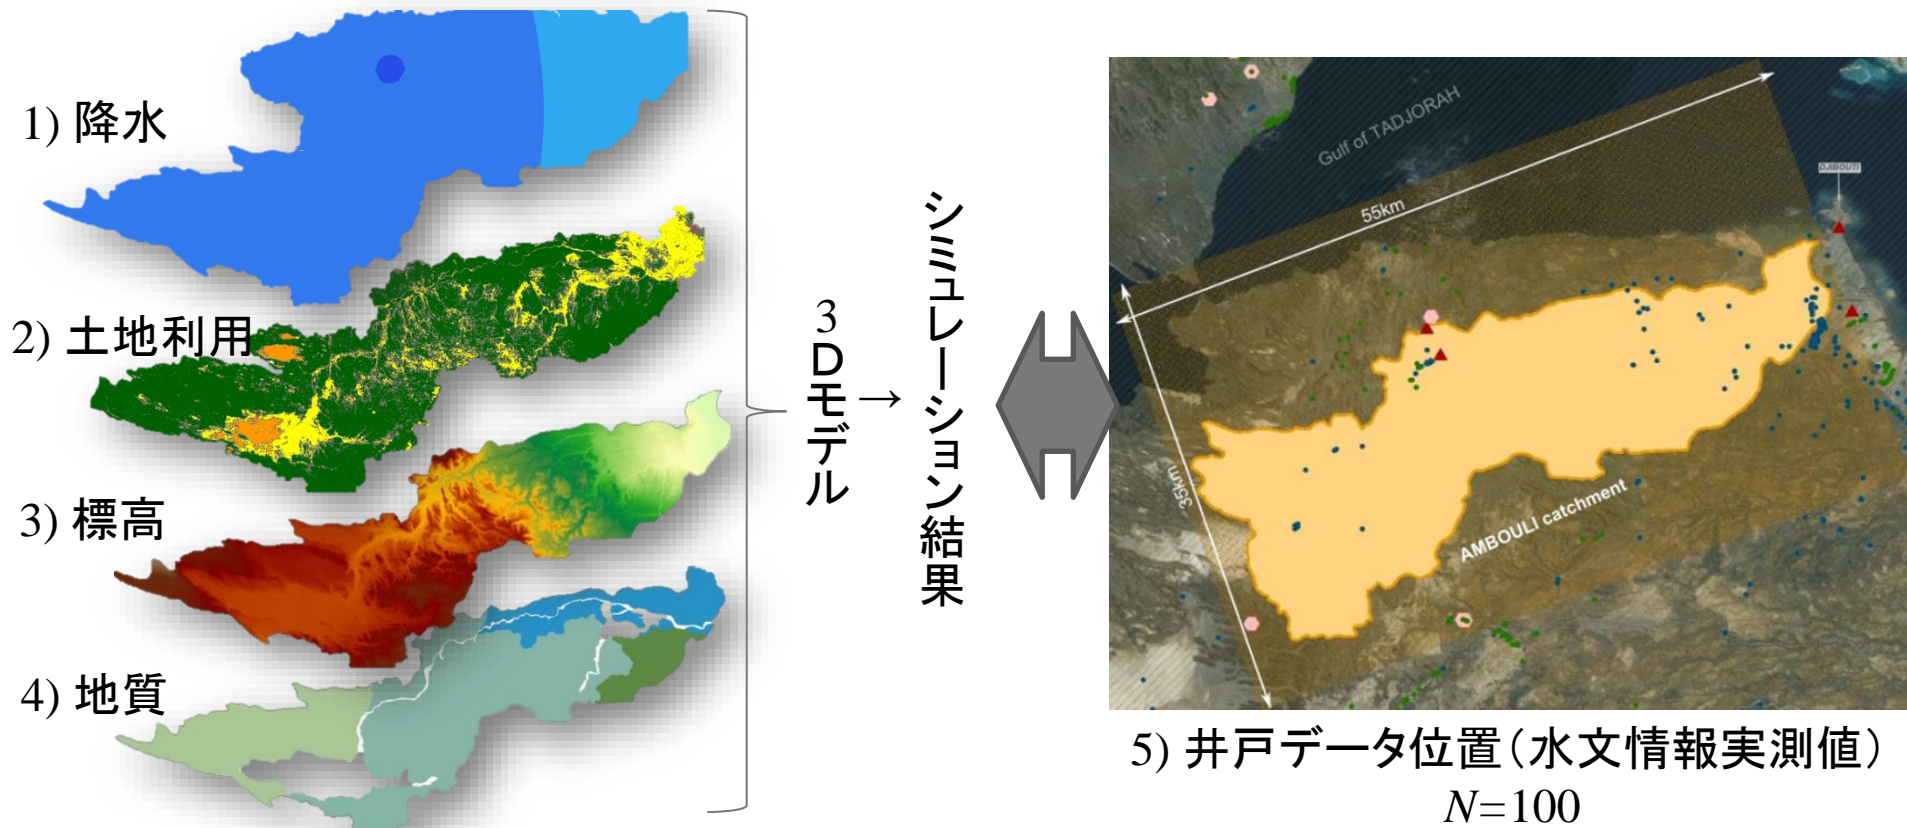 1) 降水
2) 土地利用
3) 標高
4) 地質
3Dモデル
→
シミュレーション結果
Gulf of TADJORAH
DJIBOUTI
55km
35km
AMBOULI catchment
5) 井戸データ位置(水文情報実測値)
N=100